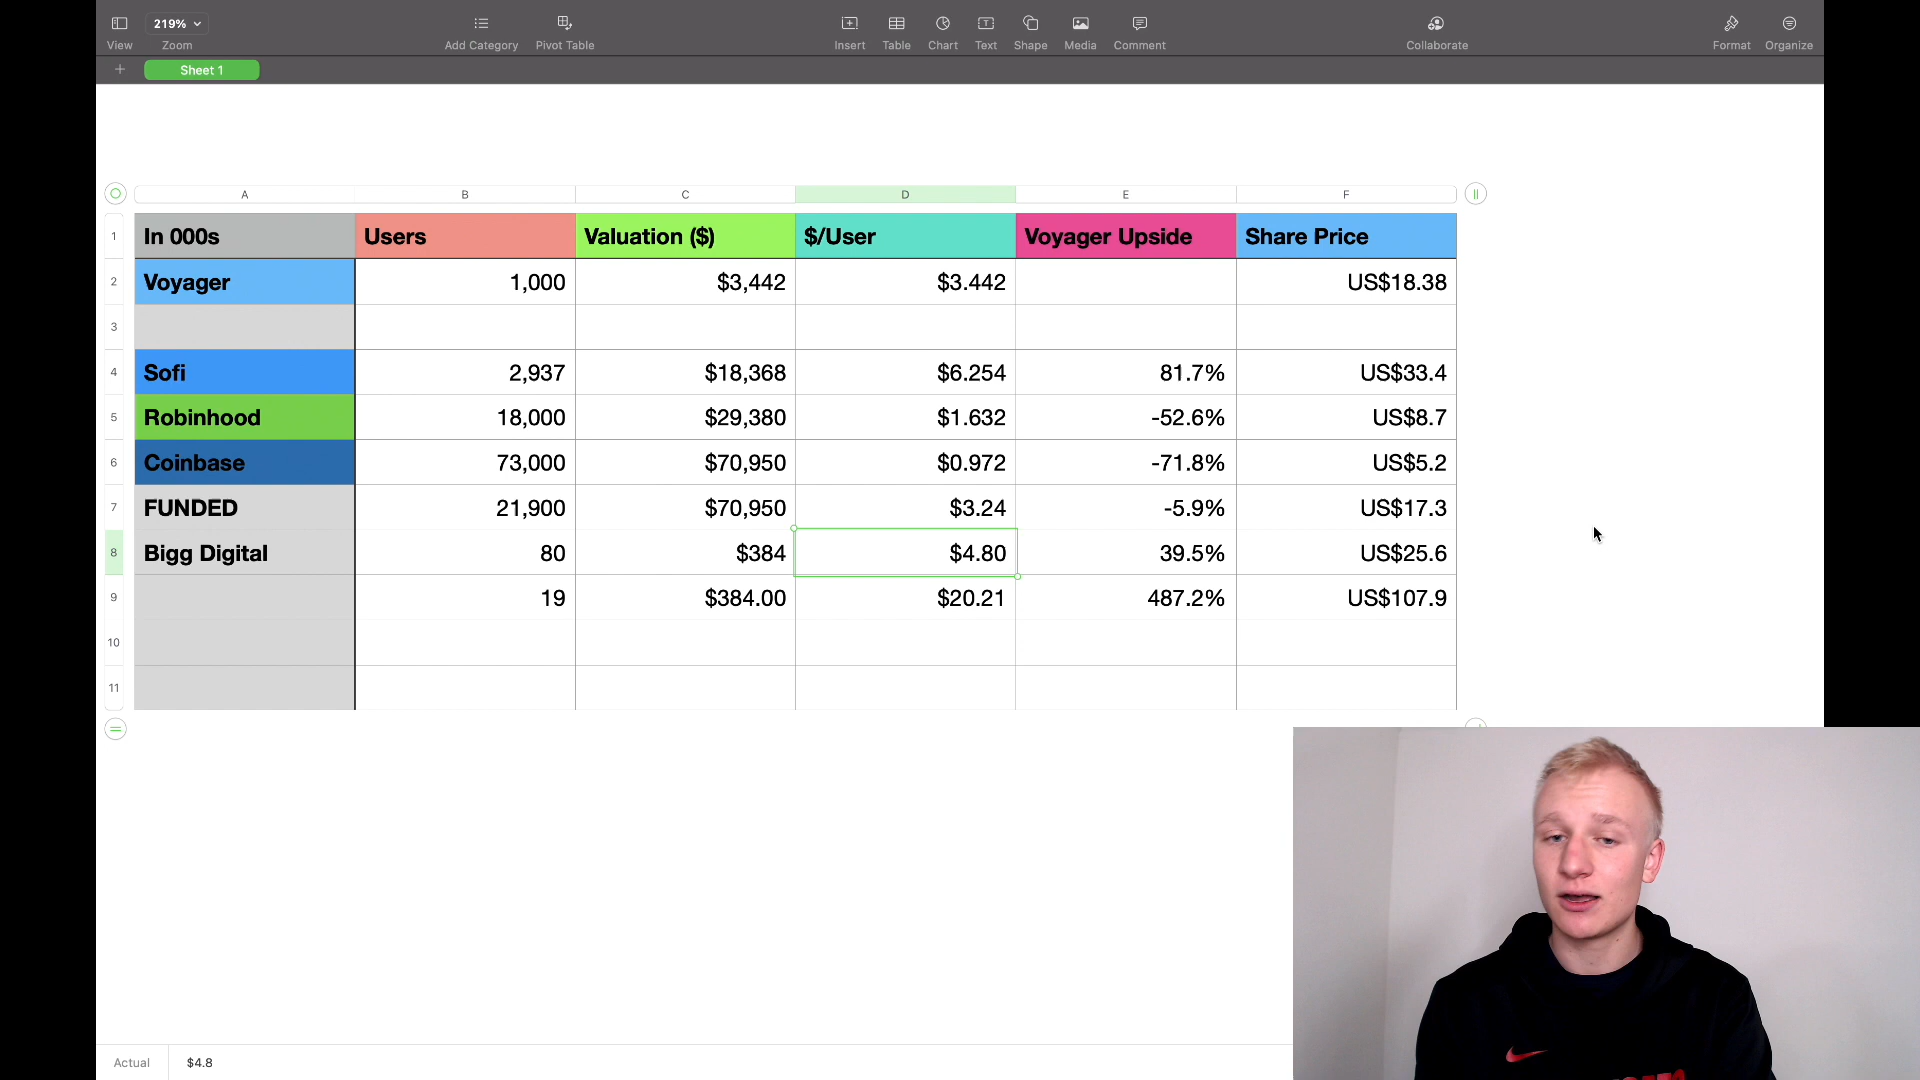 219%
View Zoom Add Category Pivot Table Insert Table Chart Text Shape Media Comment Collaborate Format Organize
Sheet 1
A B C D E F
1 In 000s Users Valuation ($) $/User Voyager Upside Share Price
2 Voyager 1,000 $3,442 $3.442 US$18.38
3
4 Sofi 2,937 $18,368 $6.254 81.7% US$33.4
5 Robinhood 18,000 $29,380 $1.632 -52.6% US$8.7
6 Coinbase 73,000 $70,950 $0.972 -71.8% US$5.2
7 FUNDED 21,900 $70,950 $3.24 -5.9% US$17.3
8 Bigg Digital 80 $384 $4.80 39.5% US$25.6
9 19 $384.00 $20.21 487.2% US$107.9
10
11
Actual $4.8